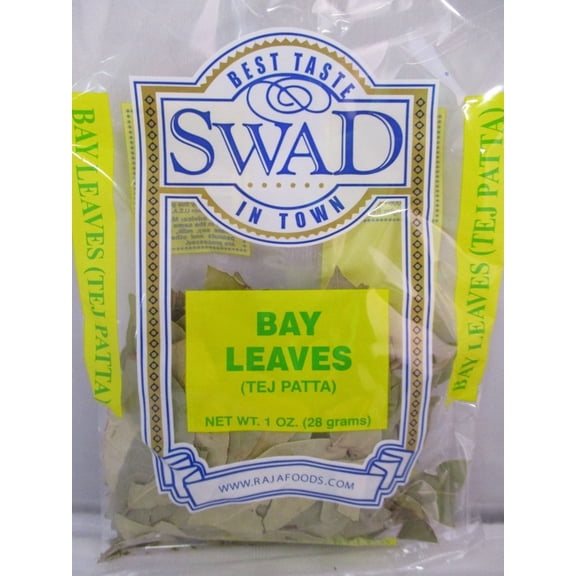 BEST TASTE
SWAD
IN TOWN
BAY LEAVES (TEJ PATTA)
BAY LEAVES (TEJ PATTA)
BAY
LEAVES
(TEJ PATTA)
NET WT. 1 OZ. (28 grams)
WWW.RAJAFOODS.COM